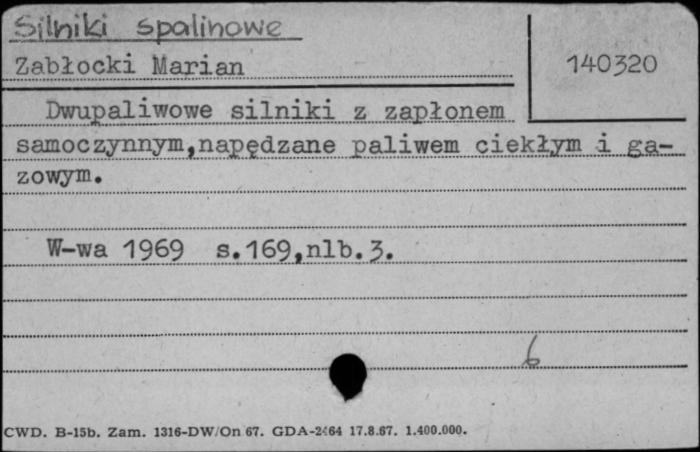 Silniki spalinowe
Zabłocki Marian
140320
Dwupaliwowe silniki z zapłonem
samoczynnym,napędzane paliwem ciekłym i ga-
zowym.
W-wa 1969 s.169,nlb.3.
6
CWD. B-15b. Zam. 1316-DW/On 67. GDA-2464 17.8.67. 1.400.000.